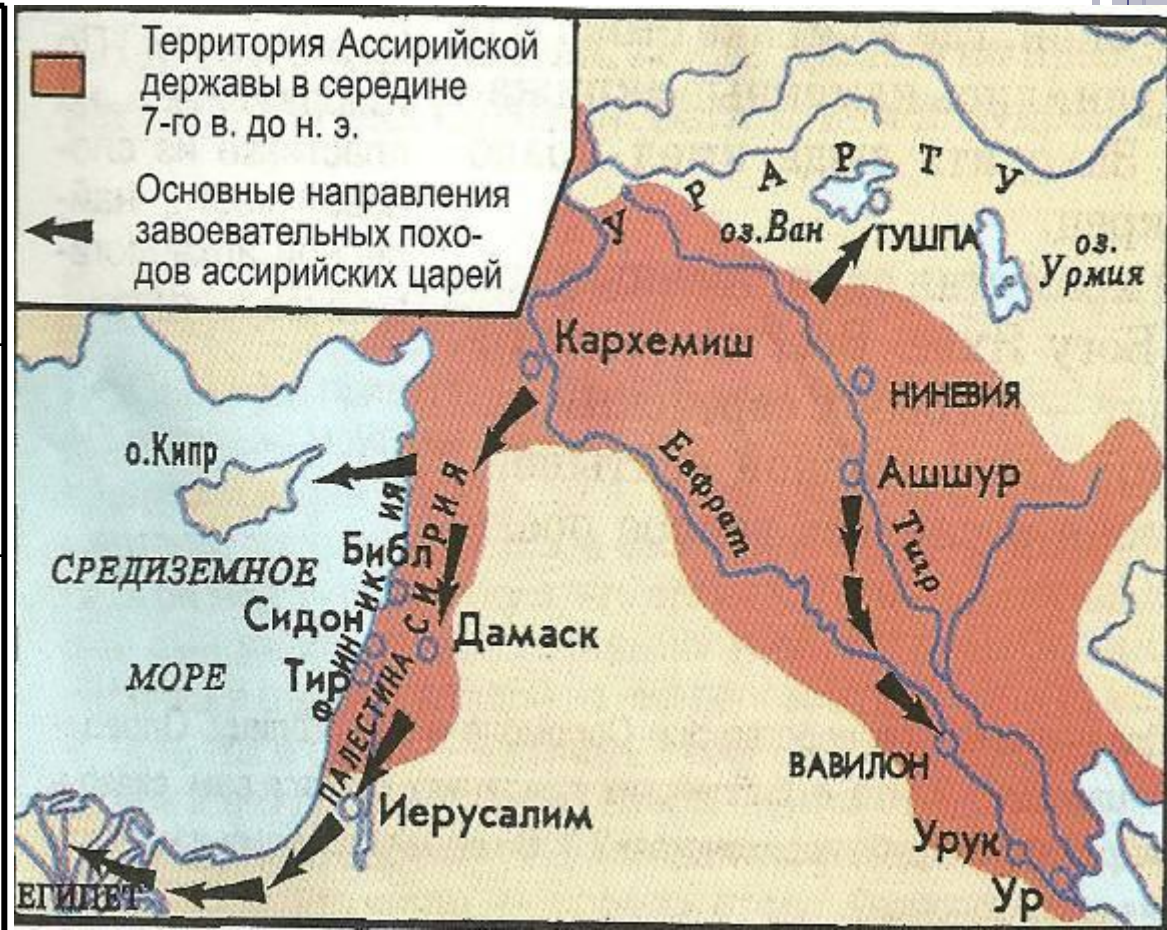 Территория Ассирийской
державы в середине
7-го в. до н. э.
Основные направления
завоевательных похо-
дов ассирийских царей
УРАРТУ
оз.Ван
ТУШПА
оз.
Урмия
Кархемиш
НИНЕВИЯ
о.Кипр
Евфрат
Ашшур
Тигр
СИРИЯ
ФИНИКИЯ
Библ
СРЕДИЗЕМНОЕ
Сидон
Дамаск
МОРЕ
Тир
ПАЛЕСТИНА
ВАВИЛОН
Иерусалим
Урук
ЕГИПЕТ
Ур